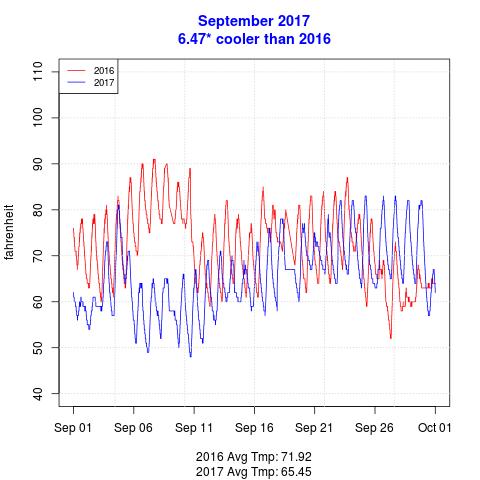 September 2017
6.47* cooler than 2016
2016
2017
110
100
90
80
70
60
50
40
fahrenheit
Sep 01 Sep 06 Sep 11 Sep 16 Sep 21 Sep 26 Oct 01
2016 Avg Tmp: 71.92
2017 Avg Tmp: 65.45